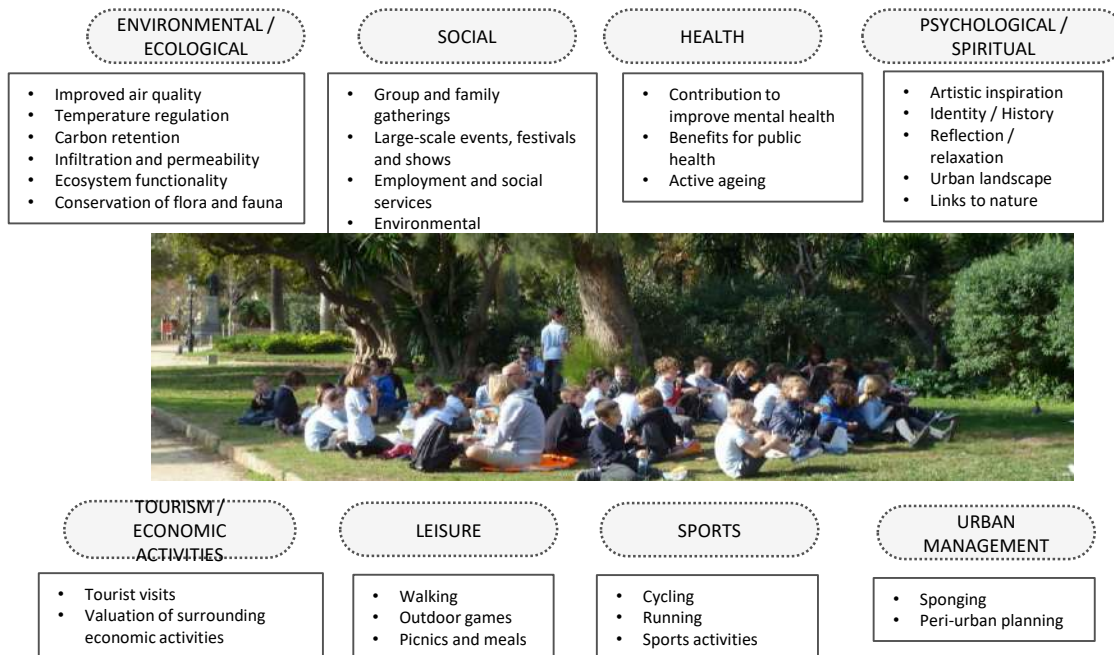 ENVIRONMENTAL /
ECOLOGICAL
• Improved air quality
• Temperature regulation
• Carbon retention
• Infiltration and permeability
• Ecosystem functionality
• Conservation of flora and fauna
SOCIAL
• Group and family
gatherings
• Large-scale events, festivals
and shows
• Employment and social
services
• Environmental
HEALTH
• Contribution to
improve mental health
• Benefits for public
health
• Active ageing
PSYCHOLOGICAL /
SPIRITUAL
• Artistic inspiration
• Identity / History
• Reflection /
relaxation
• Urban landscape
• Links to nature
TOURISM /
ECONOMIC
ACTIVITIES
• Tourist visits
• Valuation of surrounding
economic activities
LEISURE
• Walking
• Outdoor games
• Picnics and meals
SPORTS
• Cycling
• Running
• Sports activities
URBAN
MANAGEMENT
• Sponging
• Peri-urban planning